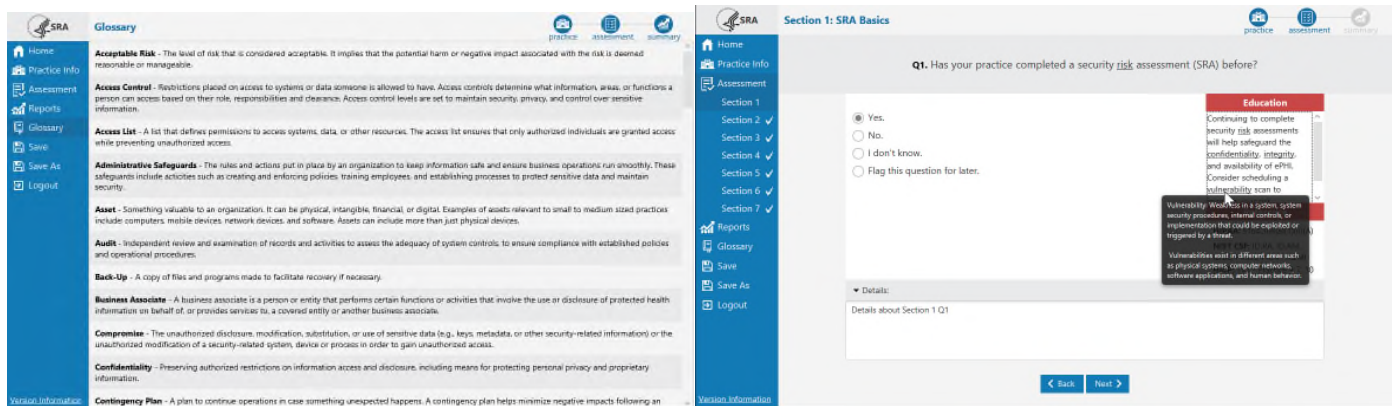 SRA
Glossary
practice
assessment
summary
Home
Practice Info
Assessment
Reports
Glossary
Save
Save As
Logout
Version Information
Acceptable Risk - The level of risk that is considered acceptable. It implies that the potential harm or negative impact associated with the risk is deemed
reasonable or manageable.
Access Control - Restrictions placed on access to systems or data someone is allowed to have. Access controls determine what information, areas, or functions a
person can access based on their role, responsibilities and clearance. Access control levels are set to maintain security, privacy, and control over sensitive
information.
Access List - A list that defines permissions to access systems, data, or other resources. The access list ensures that only authorized individuals are granted access
while preventing unauthorized access.
Administrative Safeguards - The rules and actions put in place by an organization to keep information safe and ensure business operations run smoothly. These
safeguards include activities such as creating and enforcing policies, training employees, and establishing processes to protect sensitive data and maintain
security.
Asset - Something valuable to an organization. It can be physical, intangible, financial, or digital. Examples of assets relevant to small to medium sized practices
include: computers, mobile devices, network devices, and software. Assets can include more than just physical devices.
Audit - Independent review and examination of records and activities to assess the adequacy of system controls, to ensure compliance with established policies
and operational procedures.
Back-Up - A copy of files and programs made to facilitate recovery if necessary.
Business Associate - A business associate is a person or entity that performs certain functions or activities that involve the use or disclosure of protected health
information on behalf of, or provides services to, a covered entity or another business associate.
Compromise - The unauthorized disclosure, modification, substitution, or use of sensitive data (e.g., keys, metadata, or other security-related information) or the
unauthorized modification of a security-related system, device or process in order to gain unauthorized access.
Confidentiality - Preserving authorized restrictions on information access and disclosure, including means for protecting personal privacy and proprietary
information.
Contingency Plan - A plan to continue operations in case something unexpected happens. A contingency plan helps minimize negative impacts following an
SRA
Section 1: SRA Basics
practice
assessment
summary
Home
Practice Info
Assessment
Section 1
Section 2
Section 3
Section 4
Section 5
Section 6
Section 7
Reports
Glossary
Save
Save As
Logout
Version Information
Q1. Has your practice completed a security risk assessment (SRA) before?
Yes.
No.
I don't know.
Flag this question for later.
Education
Continuing to complete
security risk assessments
will help safeguard the
confidentiality, integrity,
and availability of ePHI.
Consider scheduling a
vulnerability scan to
Vulnerability: Weakness in a system, system
security procedures, internal controls, or
implementation that could be exploited or
triggered by a threat.
Vulnerabilities exist in different areas such
as physical systems, computer networks,
software applications, and human behavior.
Details:
Details about Section 1 Q1
Back
Next